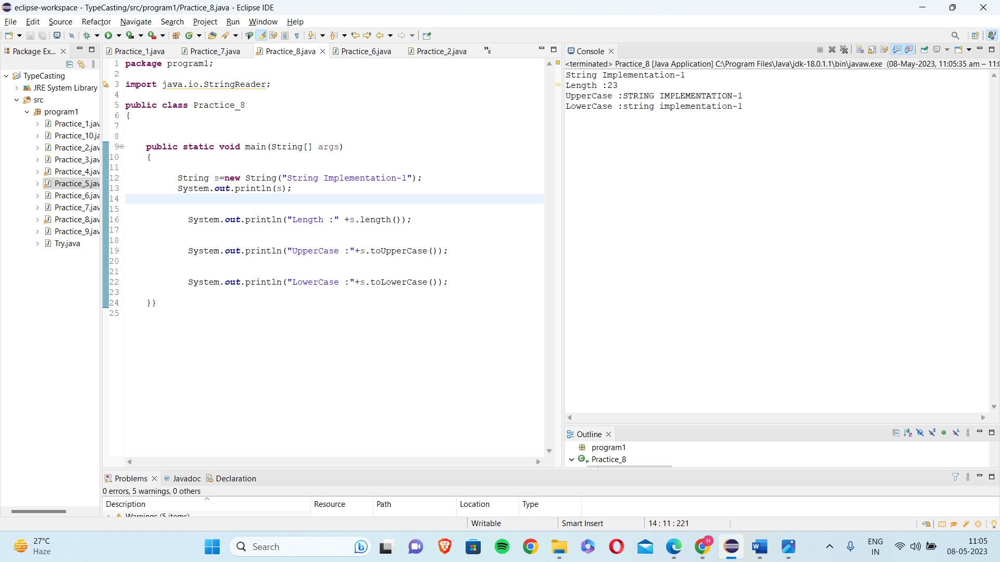 eclipse-workspace - TypeCasting/src/program1/Practice_8.java - Eclipse IDE
File Edit Source Refactor Navigate Search Project Run Window Help
Package Ex...
TypeCasting
JRE System Library
src
program1
Practice_1.jav
Practice_10.ja
Practice_2.jav
Practice_3.jav
Practice_4.jav
Practice_5.jav
Practice_6.jav
Practice_7.jav
Practice_8.jav
Practice_9.jav
Try.java
Practice_1.java Practice_7.java Practice_8.java Practice_6.java Practice_2.java »6
1 package program1;
2
3 import java.io.StringReader;
4
5 public class Practice_8
6 {
7
8
9 public static void main(String[] args)
10 {
11
12 String s=new String("String Implementation-1");
13 System.out.println(s);
14
15
16 System.out.println("Length :" +s.length());
17
18
19 System.out.println("UpperCase :"+s.toUpperCase());
20
21
22 System.out.println("LowerCase :"+s.toLowerCase());
23
24 }}
25
Console
<terminated> Practice_8 [Java Application] C:\Program Files\Java\jdk-18.0.1.1\bin\javaw.exe (08-May-2023, 11:05:35 am – 11:0
String Implementation-1
Length :23
UpperCase :STRING IMPLEMENTATION-1
LowerCase :string implementation-1
Outline
program1
Practice_8
Problems @ Javadoc Declaration
0 errors, 5 warnings, 0 others
Description Resource Path Location Type
Warnings (5 items)
Writable Smart Insert 14 : 11 : 221
27°C
Haze
Search
H
ENG
IN
11:05
08-05-2023